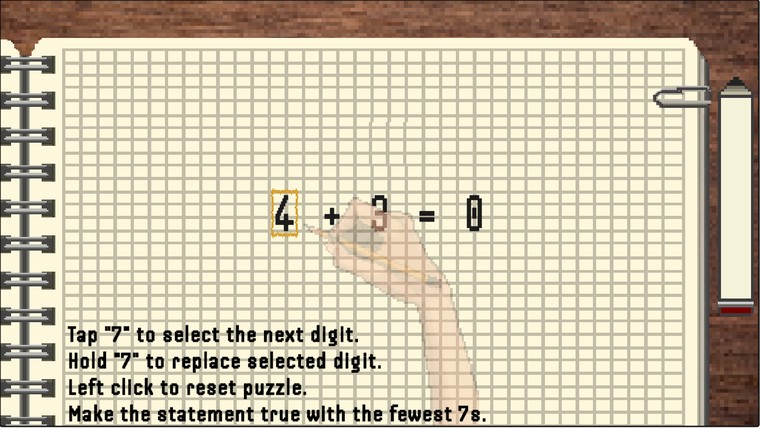 4 + 3 = 0
Tap "7" to select the next digit.
Hold "7" to replace selected digit.
Left click to reset puzzle.
Make the statement true with the fewest 7s.